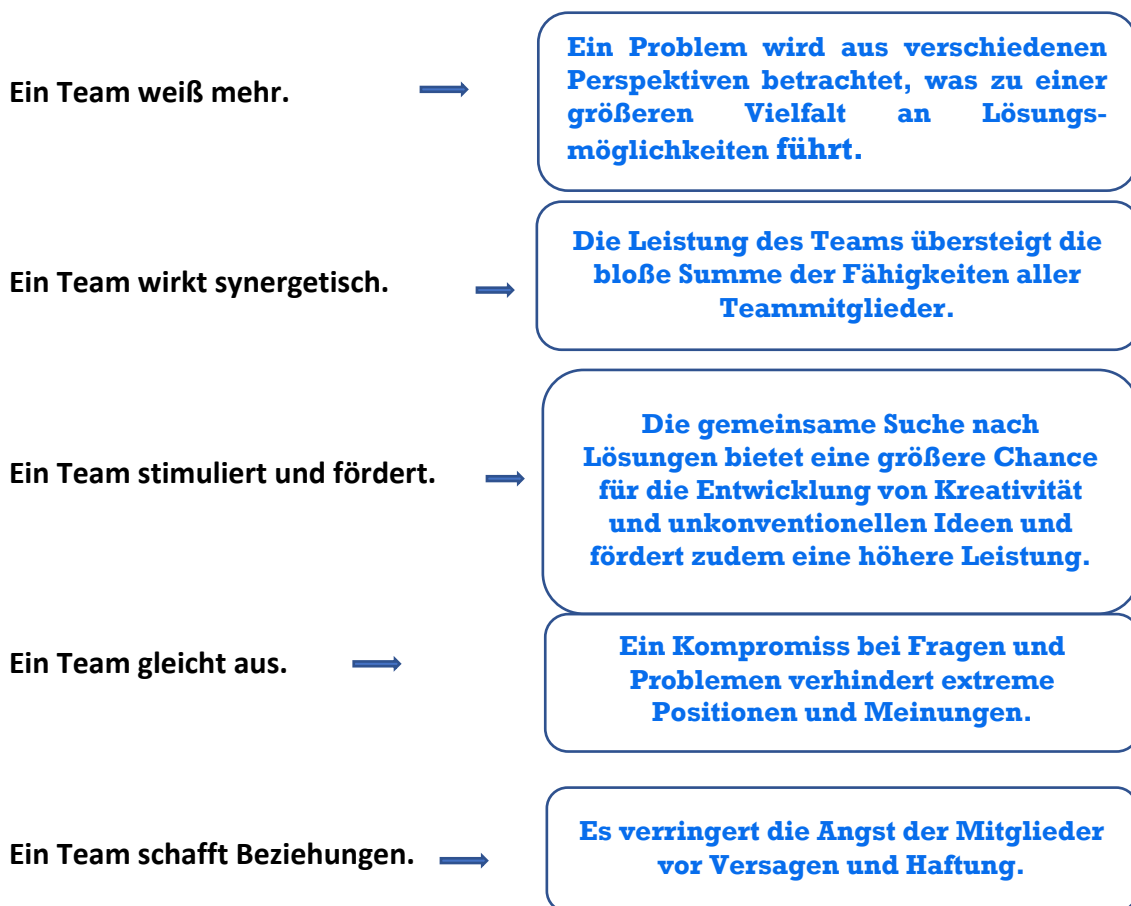 Ein Team weiß mehr.
Ein Problem wird aus verschiedenen
Perspektiven betrachtet, was zu einer
größeren Vielfalt an Lösungs-
möglichkeiten führt.
Ein Team wirkt synergetisch.
Die Leistung des Teams übersteigt die
bloße Summe der Fähigkeiten aller
Teammitglieder.
Ein Team stimuliert und fördert.
Die gemeinsame Suche nach
Lösungen bietet eine größere Chance
für die Entwicklung von Kreativität
und unkonventionellen Ideen und
fördert zudem eine höhere Leistung.
Ein Team gleicht aus.
Ein Kompromiss bei Fragen und
Problemen verhindert extreme
Positionen und Meinungen.
Ein Team schafft Beziehungen.
Es verringert die Angst der Mitglieder
vor Versagen und Haftung.